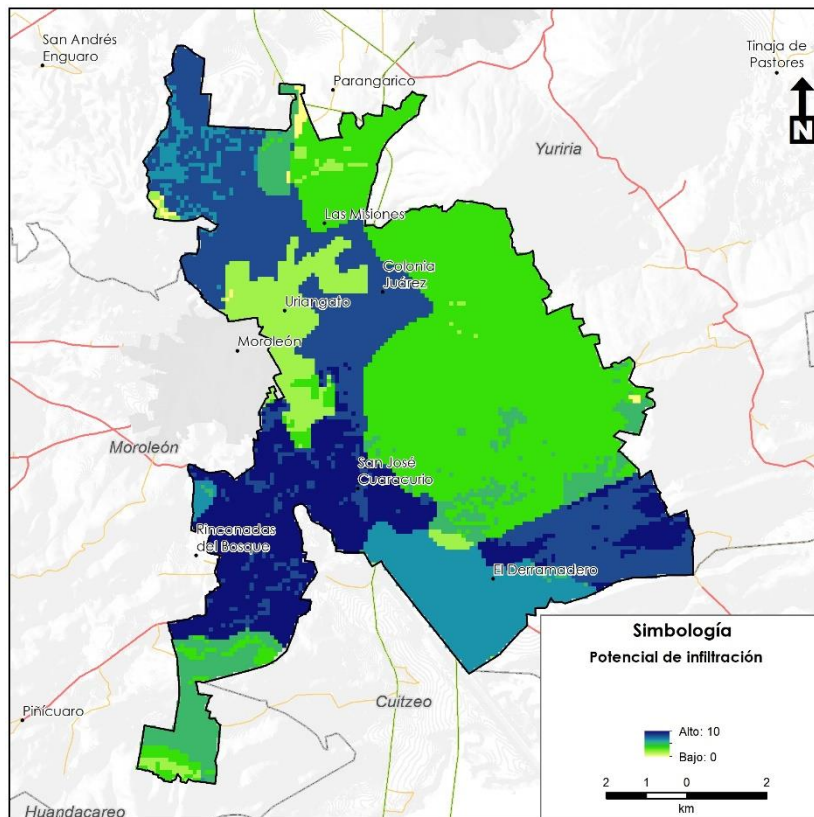 San Andrés
Enguaro
Tinaja de
Pastores
Parangarico
N
Yuriria
Las Misiones
Colonia
Juárez
Uriangato
Moroleón
Moroleón
San José
Cuaracurio
Rinconadas
del Bosque
El Derramadero
Simbología
Potencial de infiltración
Piñícuaro
Cuitzeo
Alto: 10
Bajo: 0
2 1 0 2
km
Huandacareo